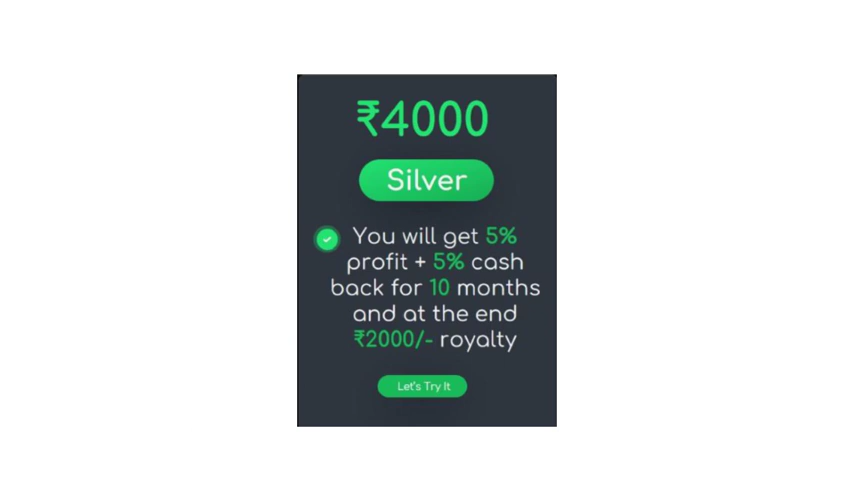 ₹4000
Silver
You will get 5%
profit + 5% cash
back for 10 months
and at the end
₹2000/- royalty
Let's Try It